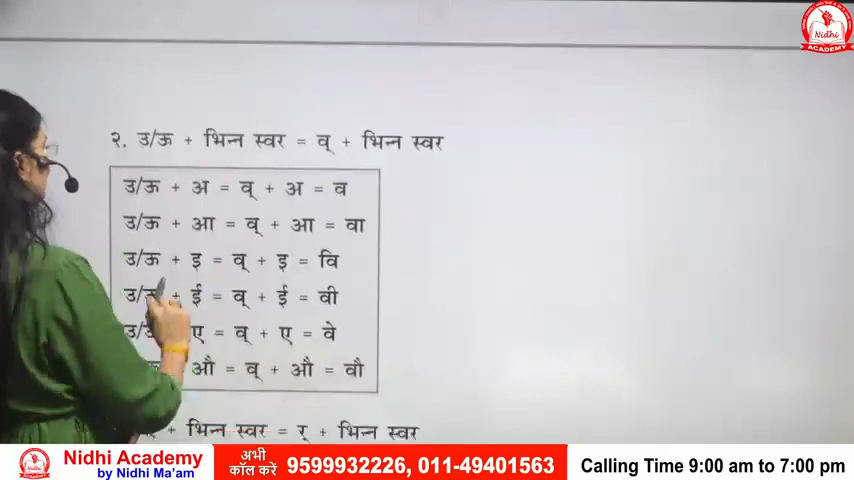 Nidhi
ACADEMY
२. उ/ऊ + भिन्न स्वर = व् + भिन्न स्वर
उ/ऊ + अ = व् + अ = व
उ/ऊ + आ = व् + आ = वा
उ/ऊ + इ = व् + इ = वि
उ/ऊ + ई = व् + ई = वी
उ/ ए = व् + ए = वे
औ = व् + औ = वौ
+ भिन्न स्वर = र् + भिन्न स्वर
Nidhi Academy
by Nidhi Ma'am
अभी
कॉल करें
9599932226, 011-49401563
Calling Time 9:00 am to 7:00 pm